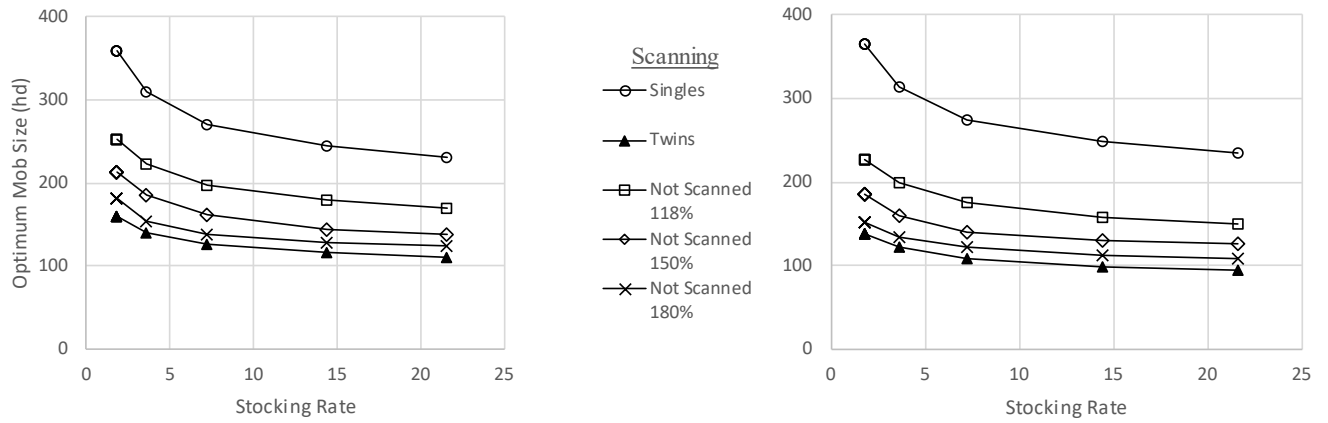 400
300
200
100
0
Optimum Mob Size (hd)
0 5 10 15 20 25
Stocking Rate
Scanning
Singles
Twins
Not Scanned
118%
Not Scanned
150%
Not Scanned
180%
400
300
200
100
0
0 5 10 15 20 25
Stocking Rate